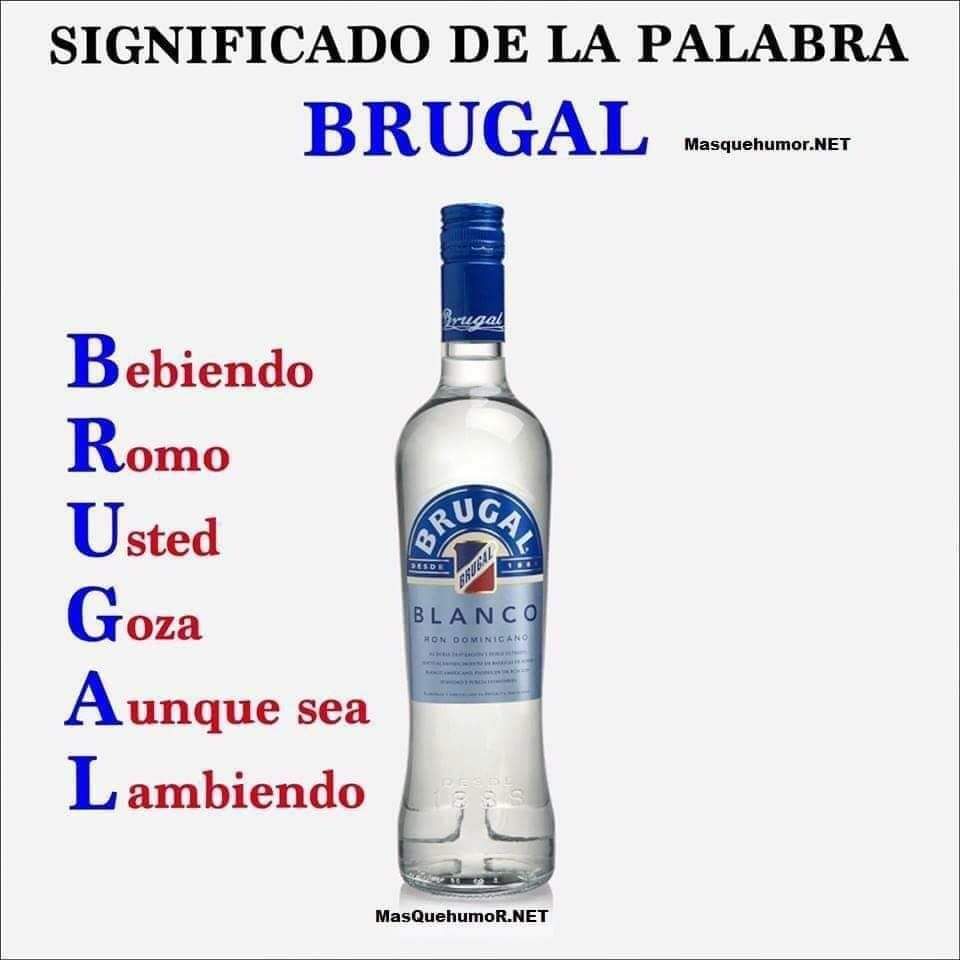 SIGNIFICADO DE LA PALABRA
BRUGAL
Masquehumor.NET
Bebiendo
Romo
Usted
Goza
Aunque sea
Lambiendo
Brugal
BRUGAL
DESDE 1888
BRUGAL
BLANCO
RON DOMINICANO
DESDE
1888
MasQuehumoR.NET